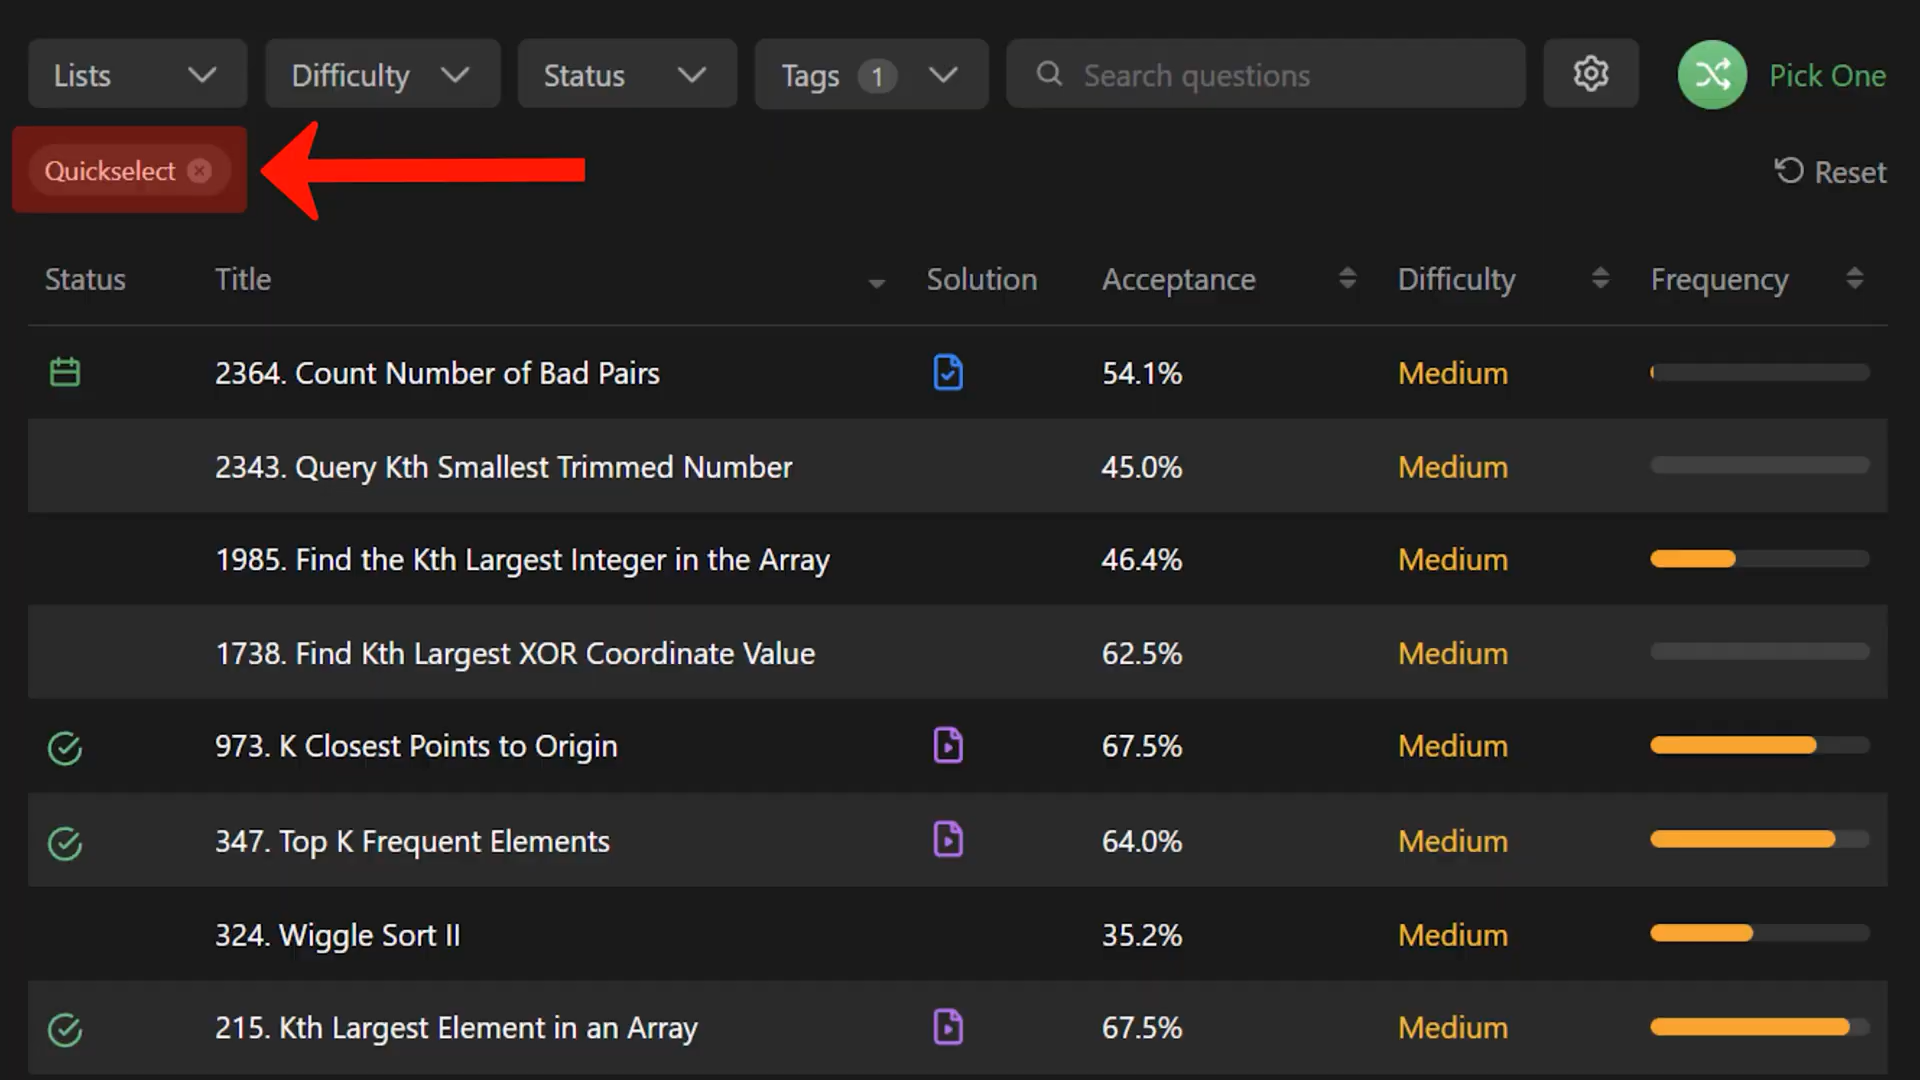 Lists Difficulty Status Tags 1 Search questions Pick One
Quickselect Reset
Status Title Solution Acceptance Difficulty Frequency
2364. Count Number of Bad Pairs 54.1% Medium
2343. Query Kth Smallest Trimmed Number 45.0% Medium
1985. Find the Kth Largest Integer in the Array 46.4% Medium
1738. Find Kth Largest XOR Coordinate Value 62.5% Medium
973. K Closest Points to Origin 67.5% Medium
347. Top K Frequent Elements 64.0% Medium
324. Wiggle Sort II 35.2% Medium
215. Kth Largest Element in an Array 67.5% Medium